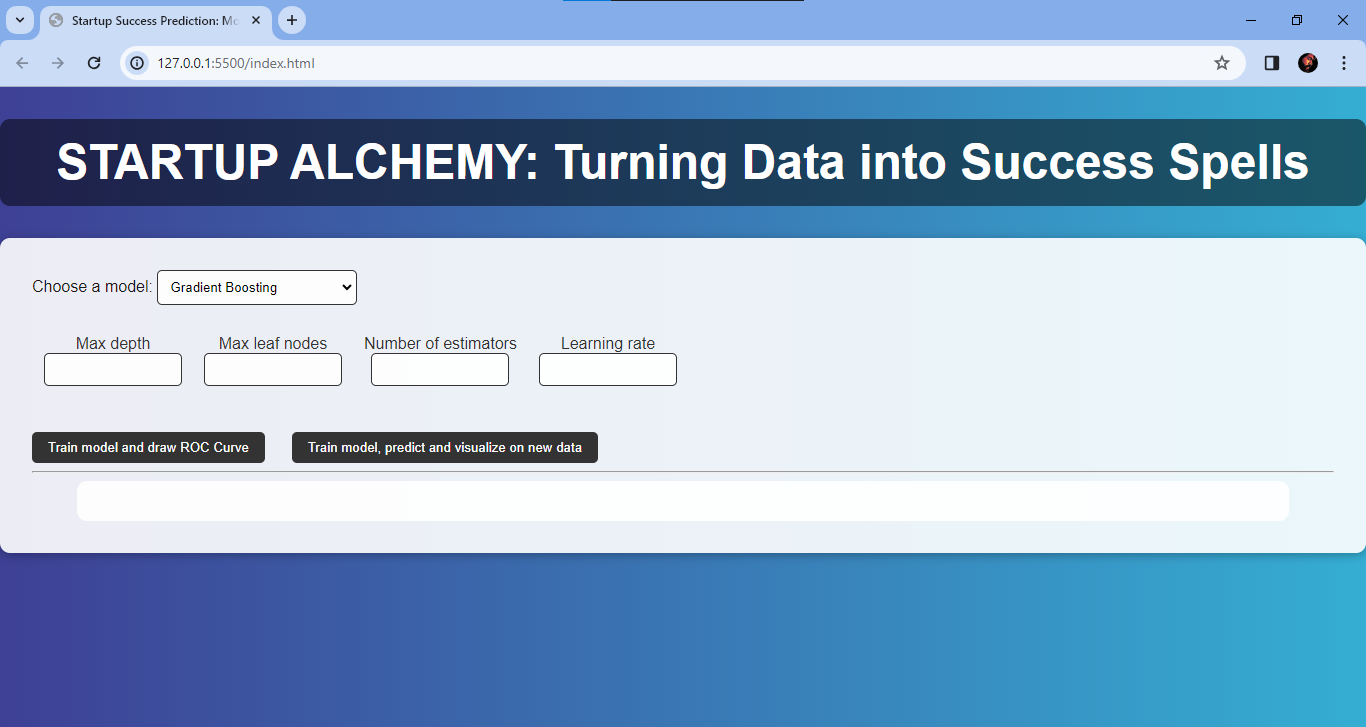 Startup Success Prediction: Mo
127.0.0.1:5500/index.html
STARTUP ALCHEMY: Turning Data into Success Spells
Choose a model: Gradient Boosting
Max depth Max leaf nodes Number of estimators Learning rate
Train model and draw ROC Curve Train model, predict and visualize on new data